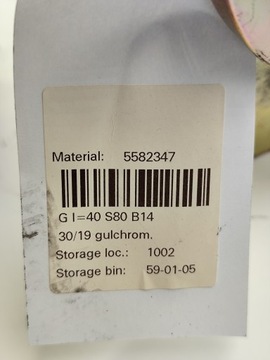 Material: 5582347
G I=40 S80 B14
30/19 gulchrom.
Storage loc.: 1002
Storage bin: 59-01-05